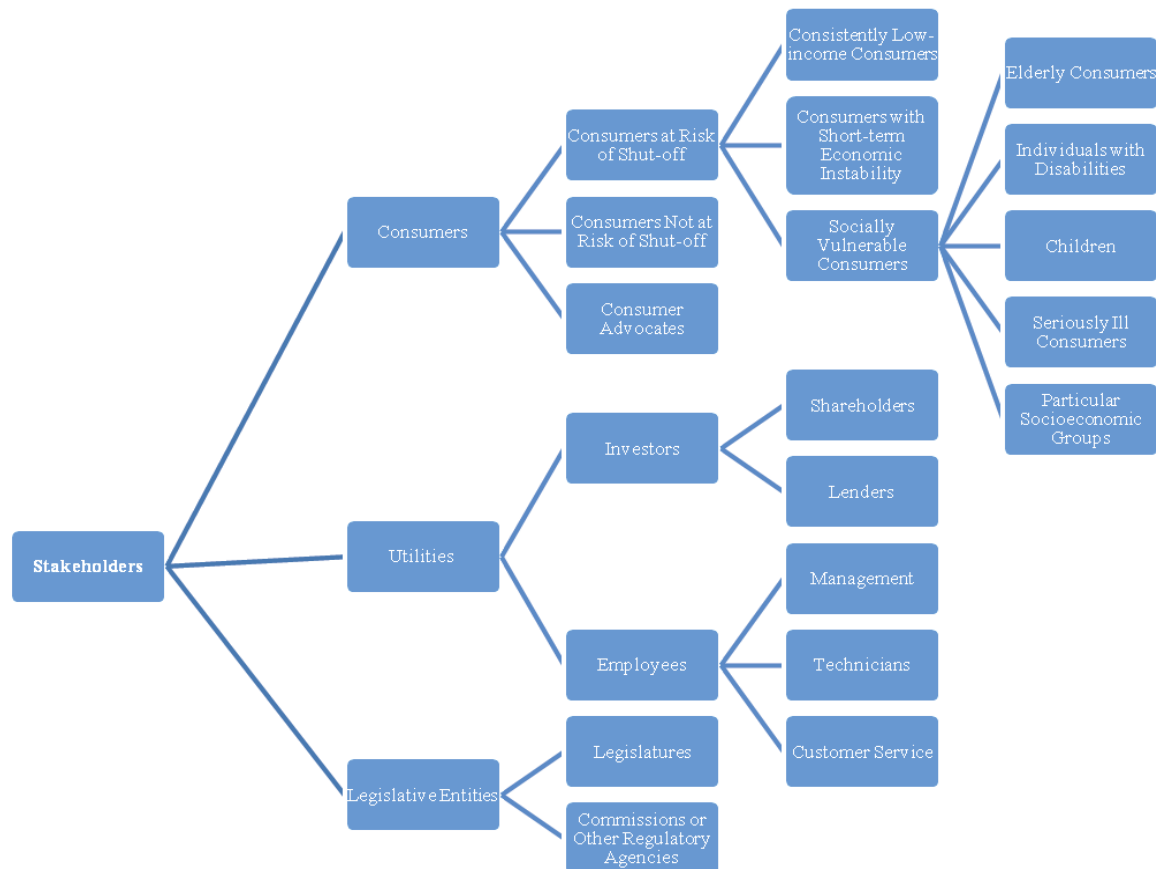 Stakeholders
Consumers
Consumers at Risk
of Shut-off
Consistently Low-
income Consumers
Consumers with
Short-term
Economic
Instability
Socially
Vulnerable
Consumers
Elderly Consumers
Individuals with
Disabilities
Children
Seriously Ill
Consumers
Particular
Socioeconomic
Groups
Consumers Not at
Risk of Shut-off
Consumer
Advocates
Utilities
Investors
Shareholders
Lenders
Employees
Management
Technicians
Customer Service
Legislative Entities
Legislatures
Commissions or
Other Regulatory
Agencies